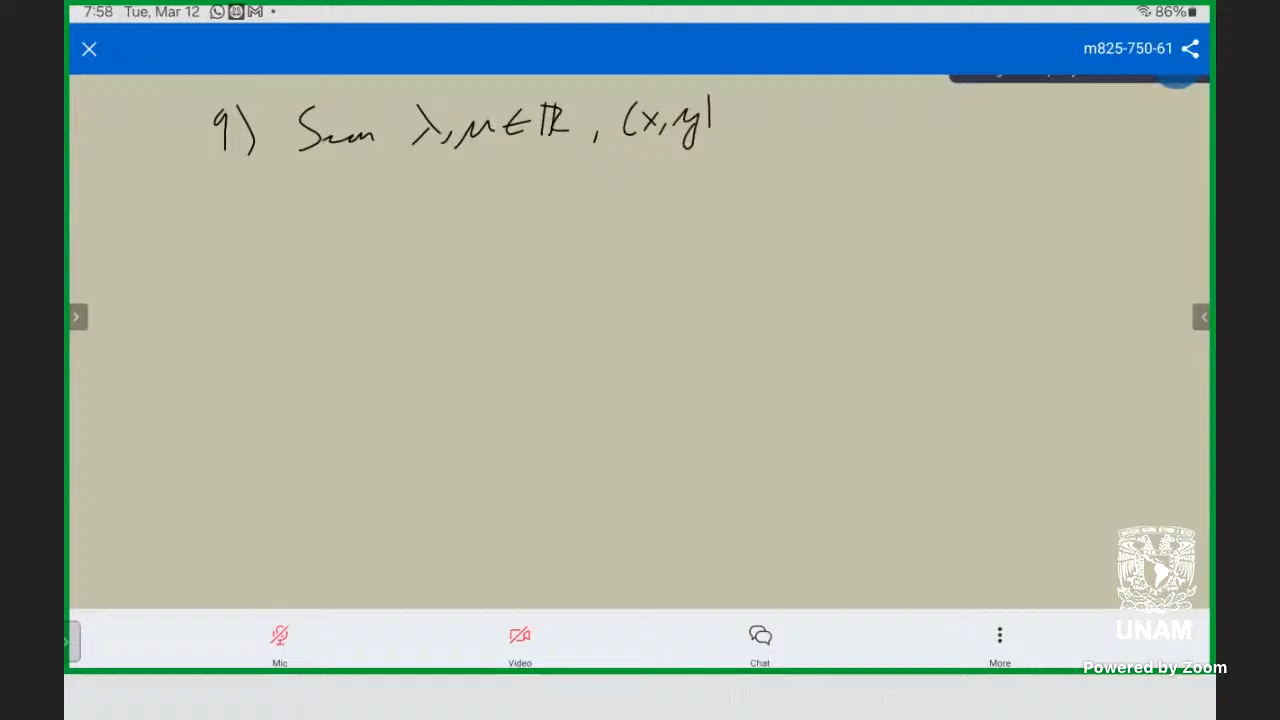 7:58 Tue, Mar 12
86%
m825-750-61
9) Sean λ, μ ∈ ℝ, (x,y)
UNAM
Mic
Video
Chat
More
Powered by Zoom